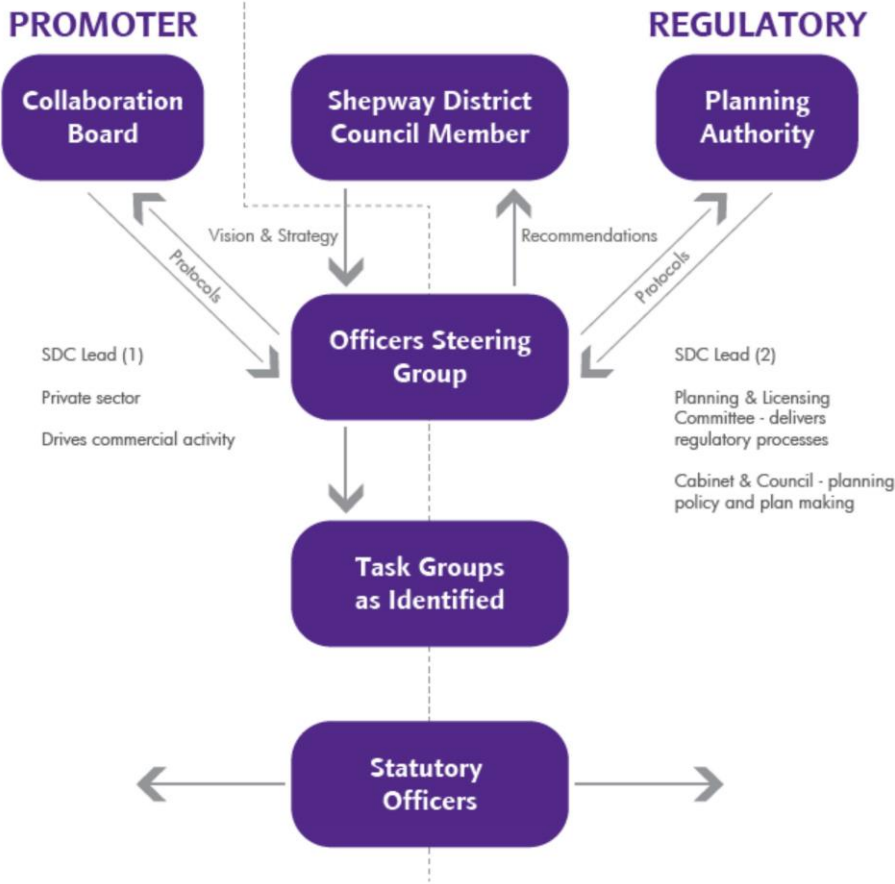 PROMOTER
REGULATORY
Collaboration
Board
Shepway District
Council Member
Planning
Authority
Vision & Strategy
Recommendations
Protocols
Protocols
Officers Steering
Group
SDC Lead (1)
Private sector
Drives commercial activity
SDC Lead (2)
Planning & Licensing
Committee - delivers
regulatory processes
Cabinet & Council - planning
policy and plan making
Task Groups
as Identified
Statutory
Officers